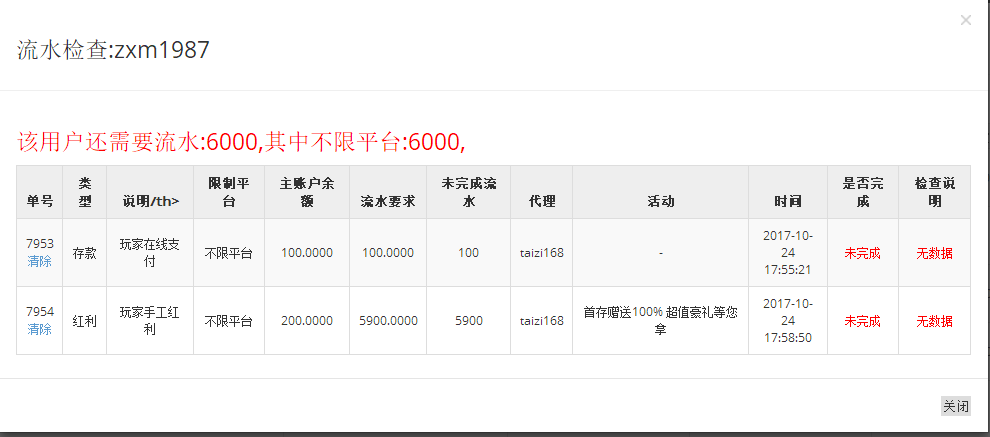 ×
流水检查:zxm1987
该用户还需要流水:6000,其中不限平台:6000,
单号 类型 说明/th> 限制平台 主账户余额 流水要求 未完成流水 代理 活动 时间 是否完成 检查说明
7953 清除 存款 玩家在线支付 不限平台 100.0000 100.0000 100 taizi168 - 2017-10-24 17:55:21 未完成 无数据
7954 清除 红利 玩家手工红利 不限平台 200.0000 5900.0000 5900 taizi168 首存赠送100% 超值豪礼等您拿 2017-10-24 17:58:50 未完成 无数据
关闭